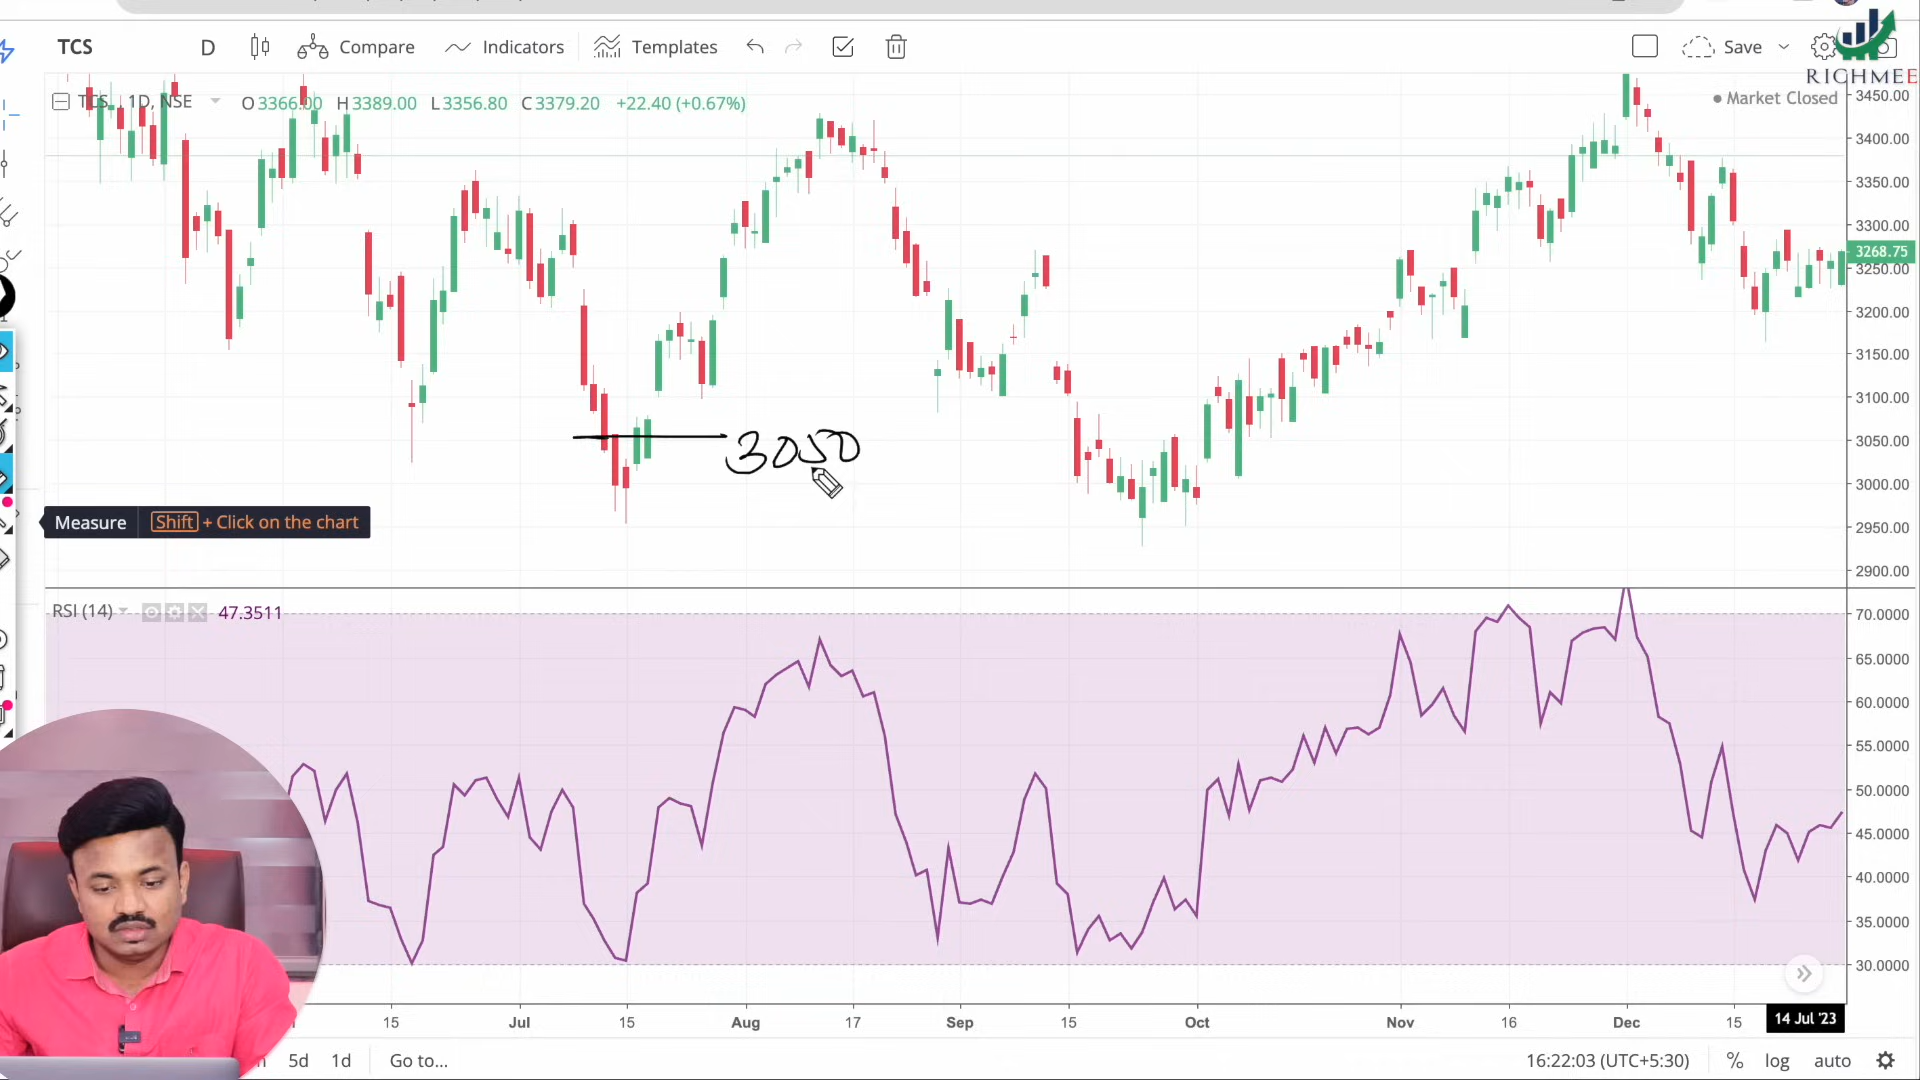 TCS D Compare Indicators Templates Save
RICHMEE
TCS, 1D, NSE O3366.00 H3389.00 L3356.80 C3379.20 +22.40 (+0.67%)
Market Closed
3450.00
3400.00
3350.00
3300.00
3268.75
3250.00
3200.00
3150.00
3100.00
3050.00
3000.00
2950.00
2900.00
3050
Measure Shift + Click on the chart
RSI (14) 47.3511
70.0000
65.0000
60.0000
55.0000
50.0000
45.0000
40.0000
35.0000
30.0000
15 Jul 15 Aug 17 Sep 15 Oct Nov 16 Dec 15 14 Jul '23
5d 1d Go to... 16:22:03 (UTC+5:30) % log auto